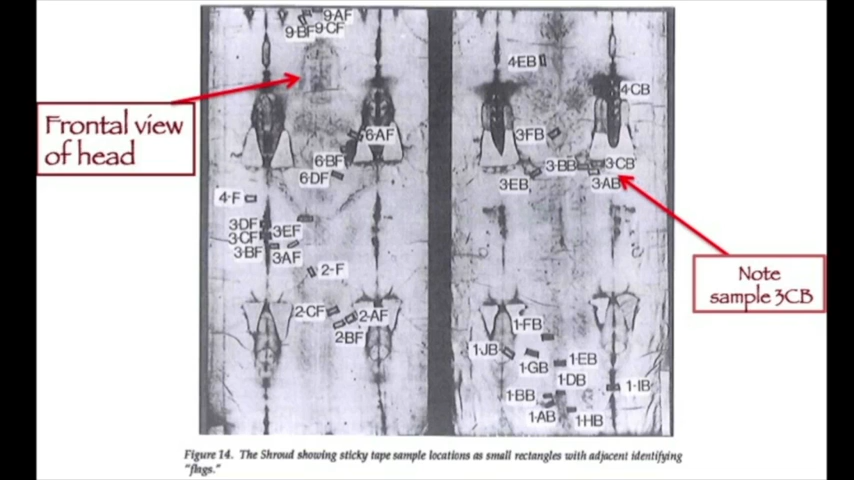 9-AF
9-BF 9-CF
4-EB
4-CB
Frontal view
of head
6-AF
3-FB
6-BF
3-BB
3-CB
6-DF
3-EB
3-AB
4-F
3-DF
3-EF
3-CF
3-BF
3-AF
2-F
Note
sample 3CB
2-CF
2-AF
1-FB
2-BF
1-JB
1-GB
1-EB
1-DB
1-IB
1-BB
1-AB
1-HB
Figure 14. The Shroud showing sticky tape sample locations as small rectangles with adjacent identifying
"flags."